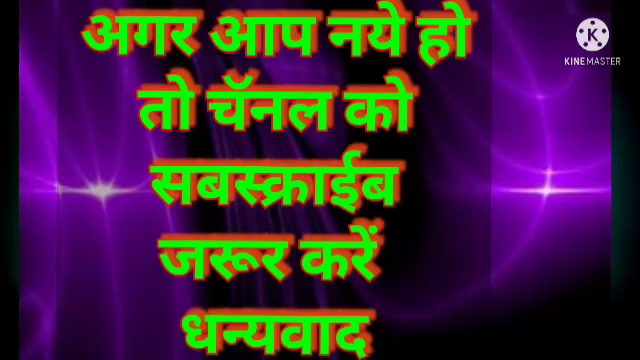 अगर आप नये हो
तो चॅनल को
सबस्क्राईब
जरूर करें
धन्यवाद
K
KINEMASTER